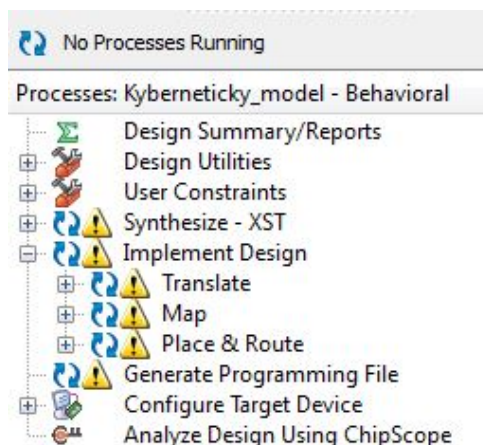 No Processes Running
Processes: Kyberneticky_model - Behavioral
Design Summary/Reports
Design Utilities
User Constraints
Synthesize - XST
Implement Design
Translate
Map
Place & Route
Generate Programming File
Configure Target Device
Analyze Design Using ChipScope